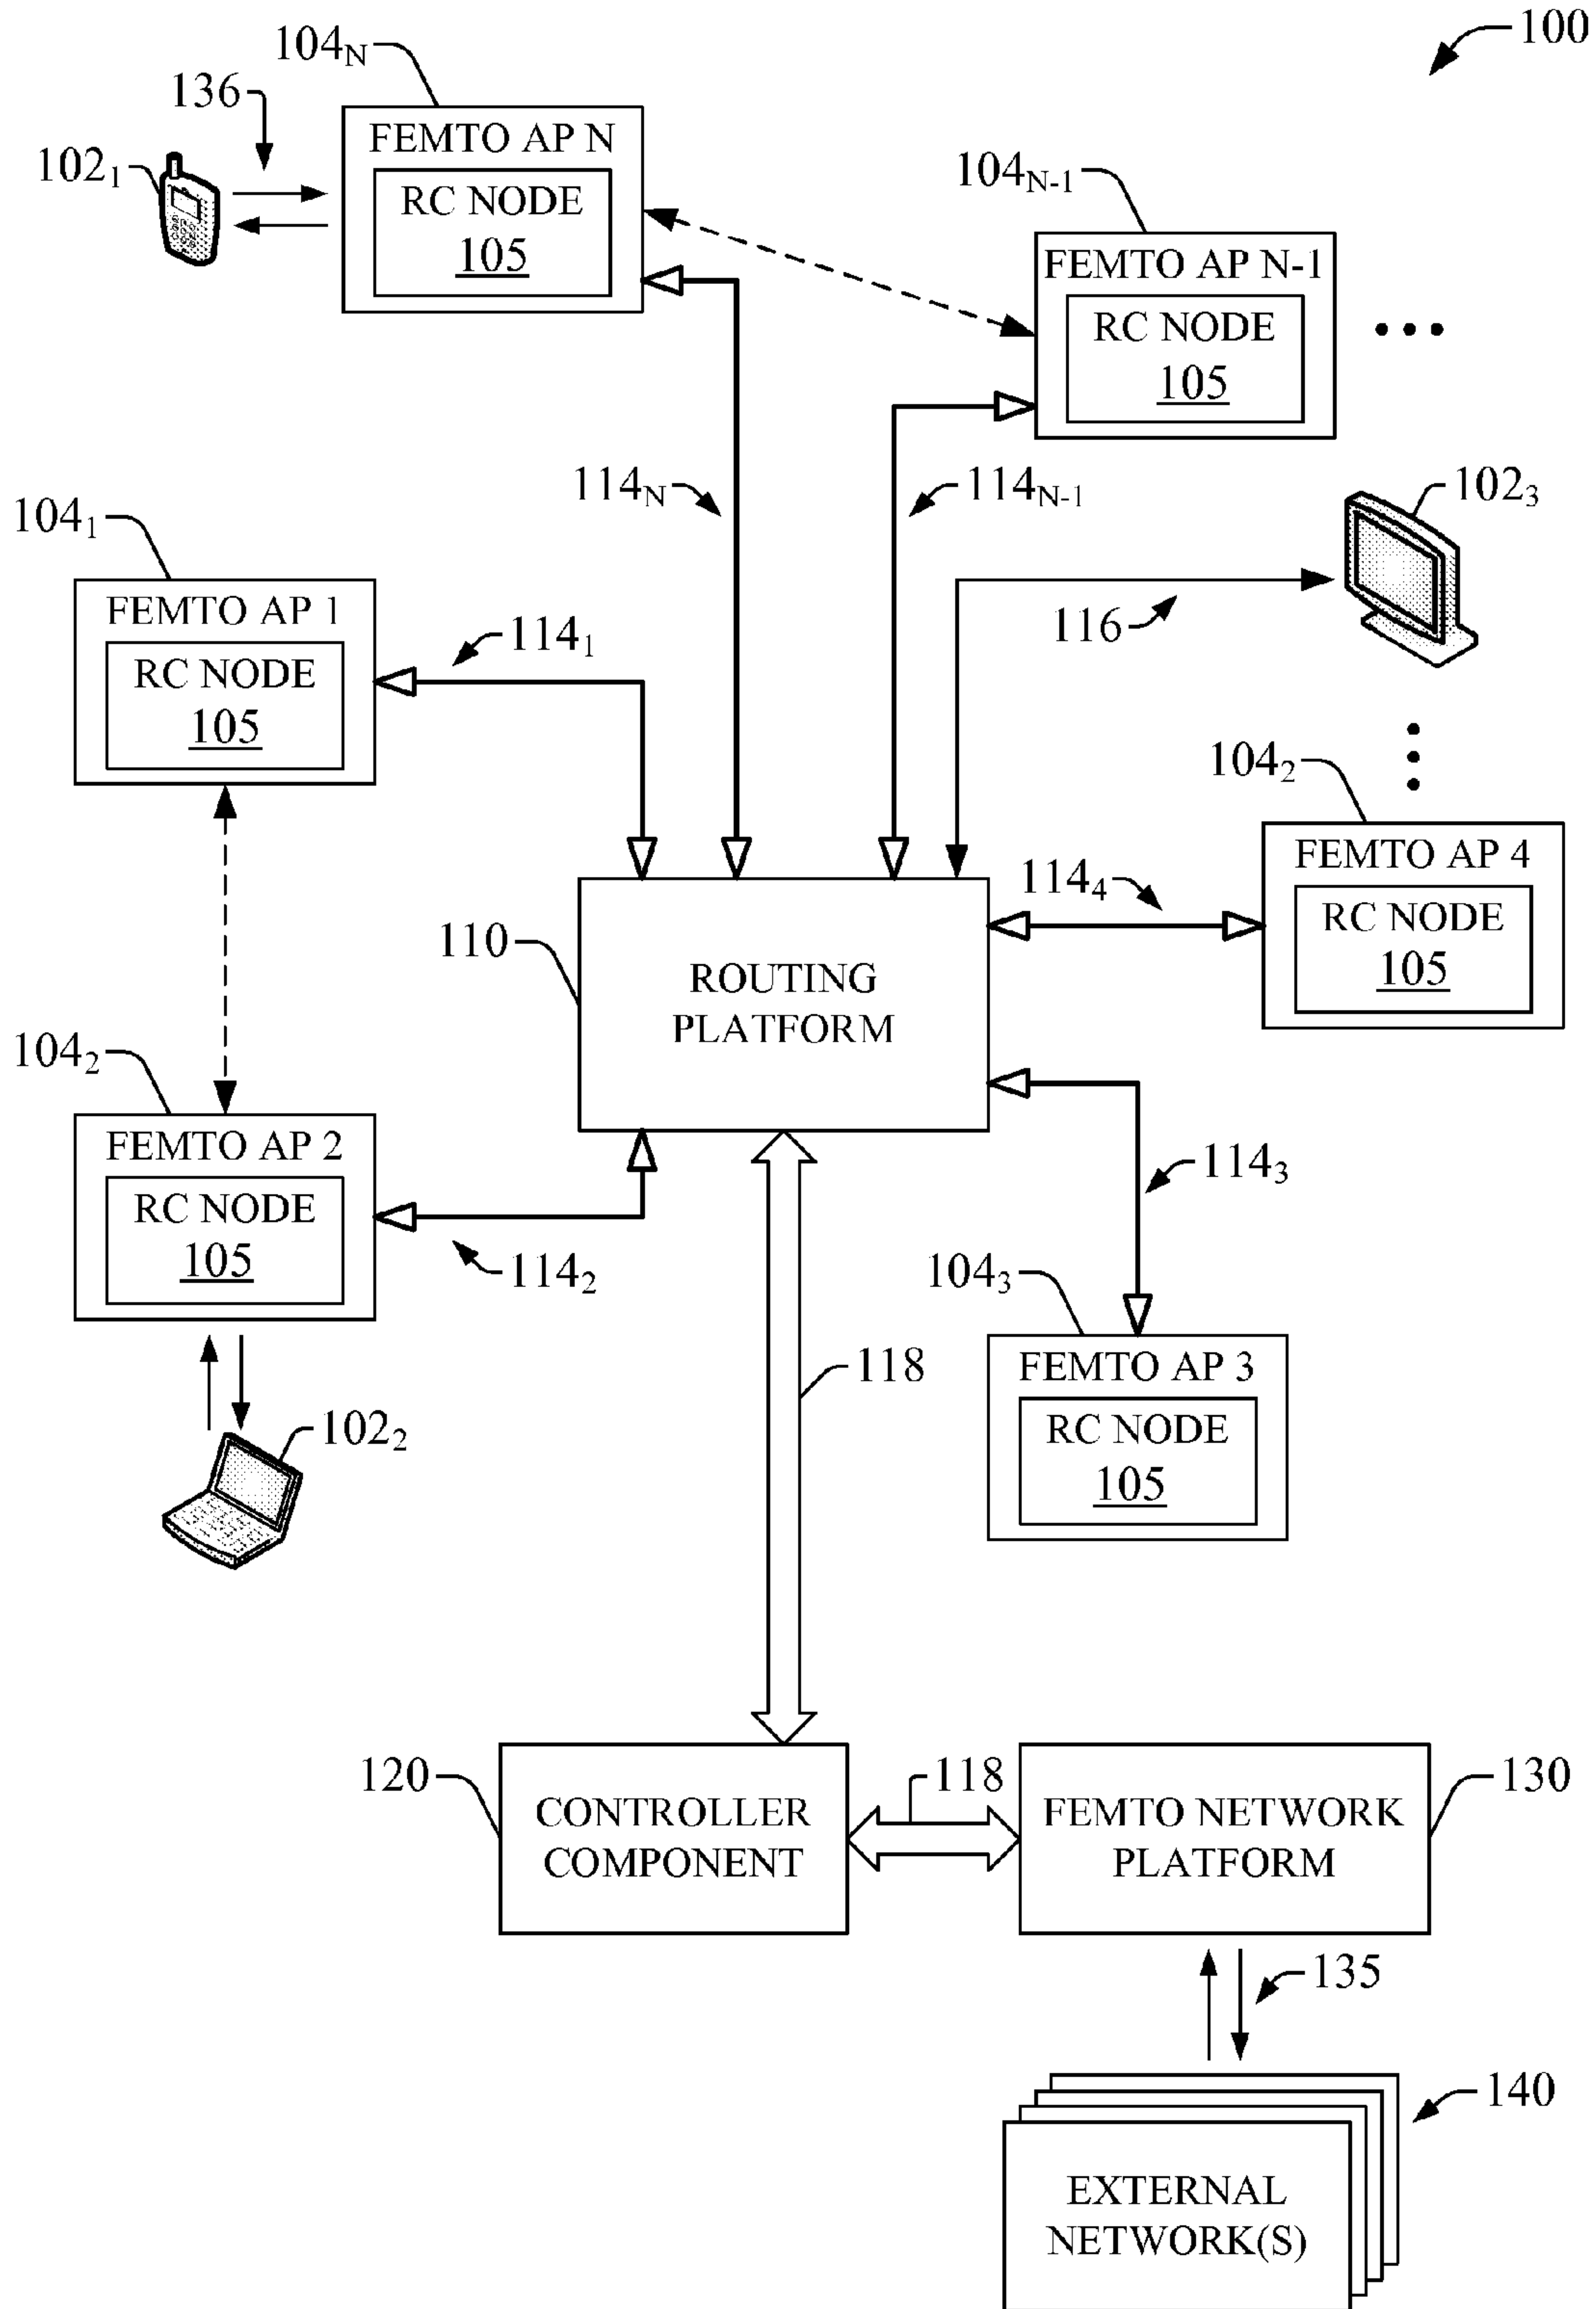 100
104N
136
1021
FEMTO AP N
RC NODE
105
104N-1
FEMTO AP N-1
RC NODE
105
• • •
114N
114N-1
1023
1041
FEMTO AP 1
RC NODE
105
1141
116
1042
FEMTO AP 4
RC NODE
105
1144
110
ROUTING
PLATFORM
1042
FEMTO AP 2
RC NODE
105
1142
1143
1043
FEMTO AP 3
RC NODE
105
118
1022
120
CONTROLLER
COMPONENT
118
FEMTO NETWORK
PLATFORM
130
135
140
EXTERNAL
NETWORK(S)